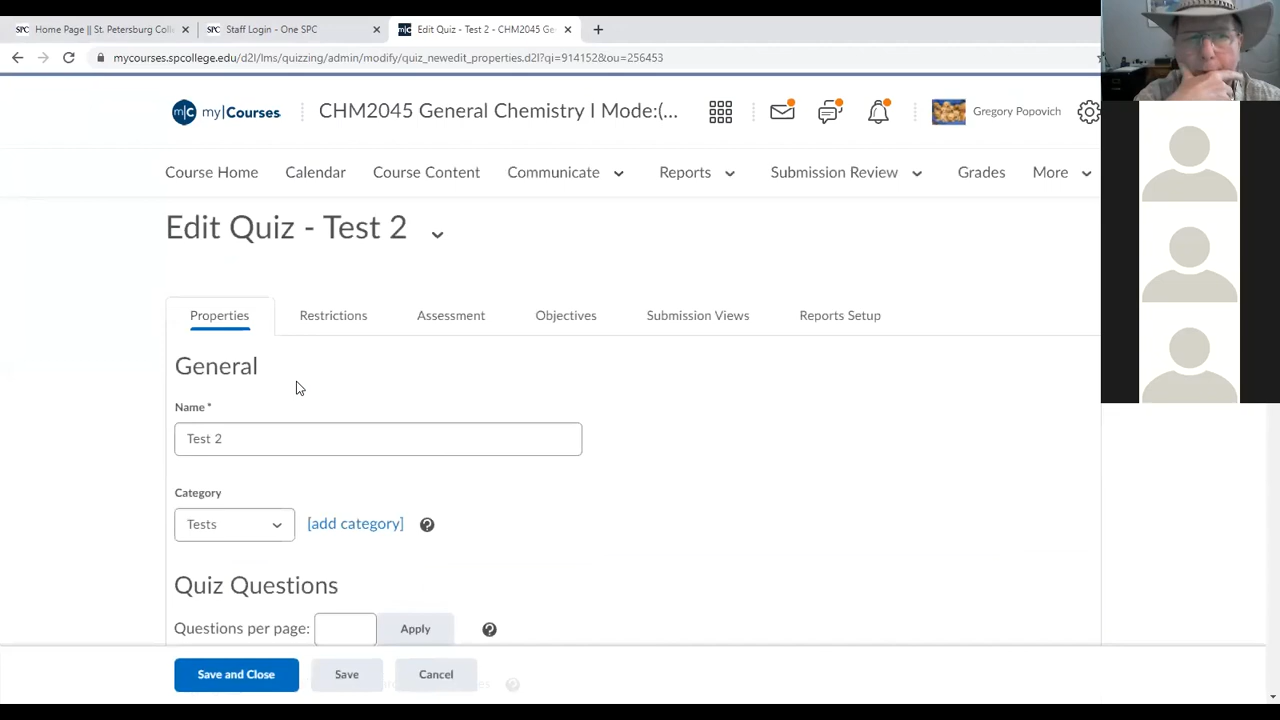 SPC Home Page || St. Petersburg Coll
SPC Staff Login - One SPC
Edit Quiz - Test 2 - CHM2045 Ge
mycourses.spcollege.edu/d2l/lms/quizzing/admin/modify/quiz_newedit_properties.d2l?qi=914152&ou=256453
m|C my|Courses CHM2045 General Chemistry I Mode:(... Gregory Popovich
Course Home Calendar Course Content Communicate Reports Submission Review Grades More
Edit Quiz - Test 2
Properties Restrictions Assessment Objectives Submission Views Reports Setup
General
Name *
Test 2
Category
Tests [add category]
Quiz Questions
Questions per page: Apply
Save and Close Save Cancel